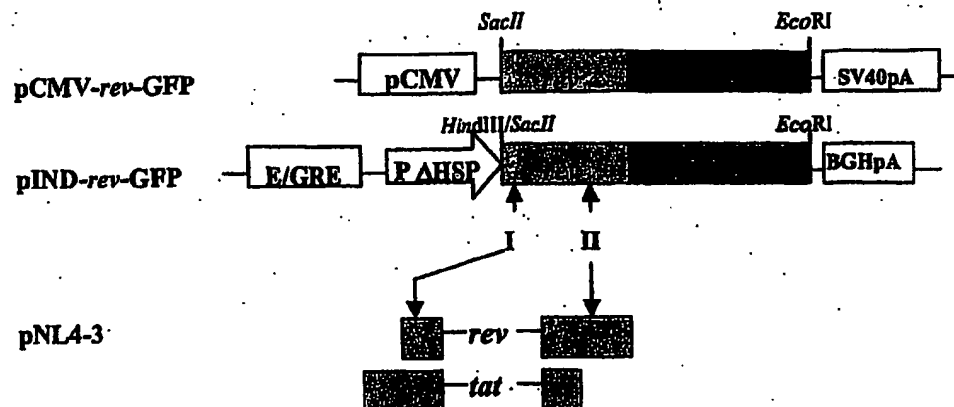 SacII EcoRI
pCMV-rev-GFP pCMV SV40pA
HindIII/SacII EcoRI
pIND-rev-GFP E/GRE P ΔHSP BGHpA
I II
pNL4-3 rev
tat